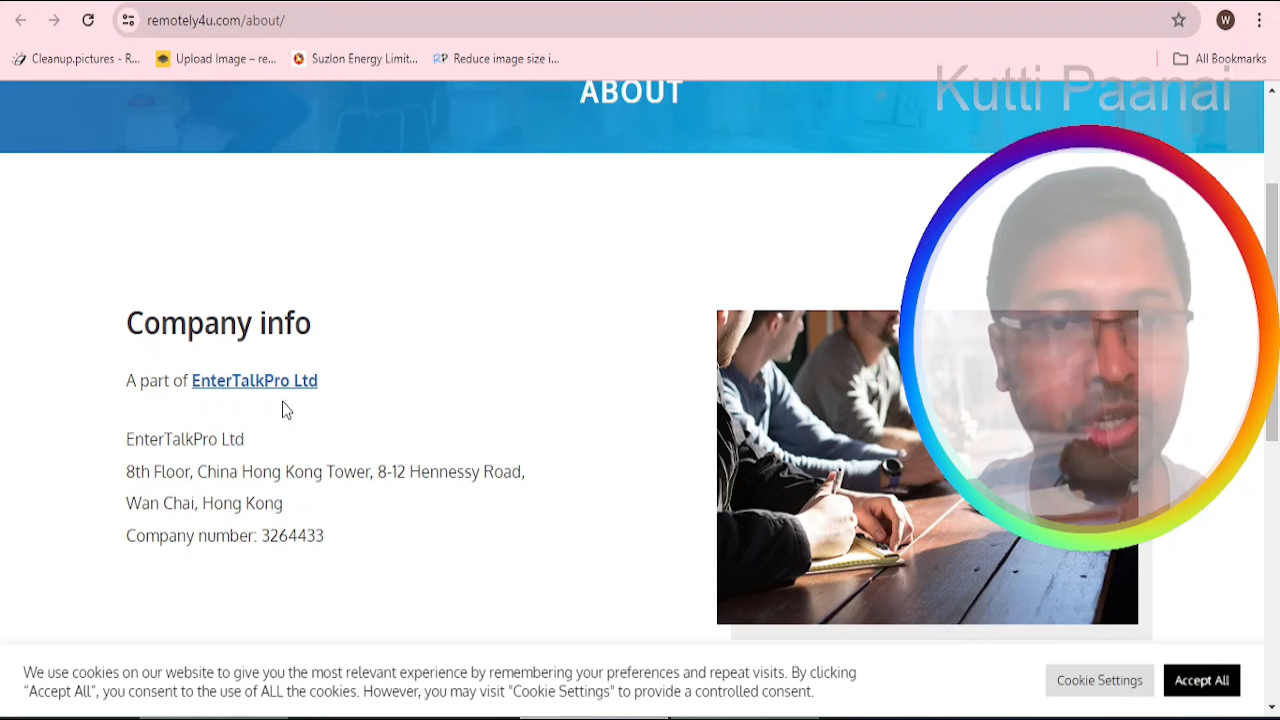 remotely4u.com/about/
W
Cleanup.pictures - R...
Upload Image – re...
Suzlon Energy Limit...
RP Reduce image size i...
All Bookmarks
Kutti Paanai
ABOUT
Company info
A part of EnterTalkPro Ltd
EnterTalkPro Ltd
8th Floor, China Hong Kong Tower, 8-12 Hennessy Road,
Wan Chai, Hong Kong
Company number: 3264433
We use cookies on our website to give you the most relevant experience by remembering your preferences and repeat visits. By clicking
“Accept All”, you consent to the use of ALL the cookies. However, you may visit "Cookie Settings" to provide a controlled consent.
Cookie Settings
Accept All